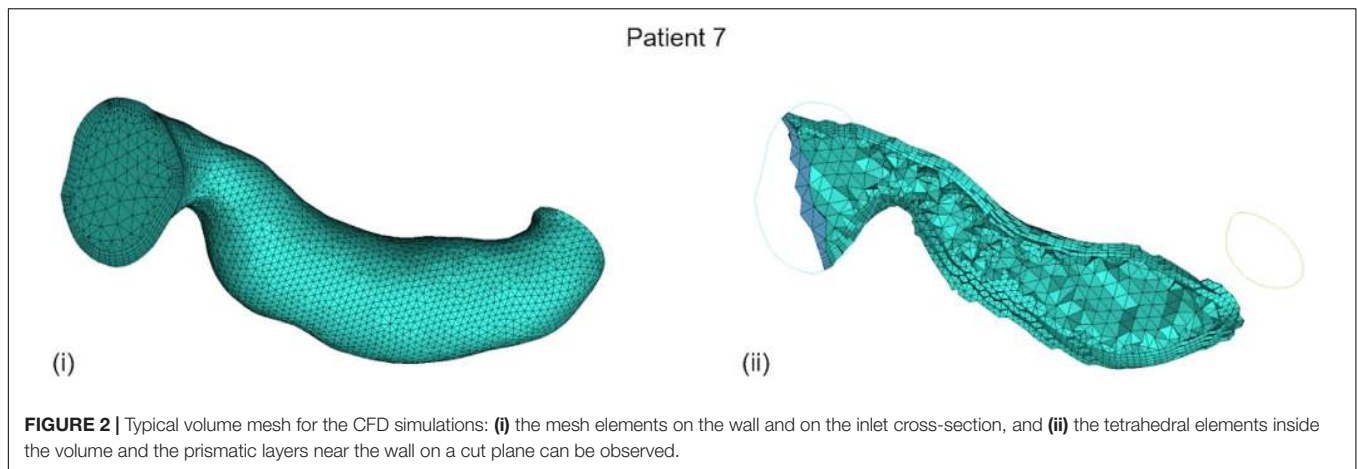 Patient 7
(i)
(ii)
FIGURE 2 | Typical volume mesh for the CFD simulations: (i) the mesh elements on the wall and on the inlet cross-section, and (ii) the tetrahedral elements inside
the volume and the prismatic layers near the wall on a cut plane can be observed.